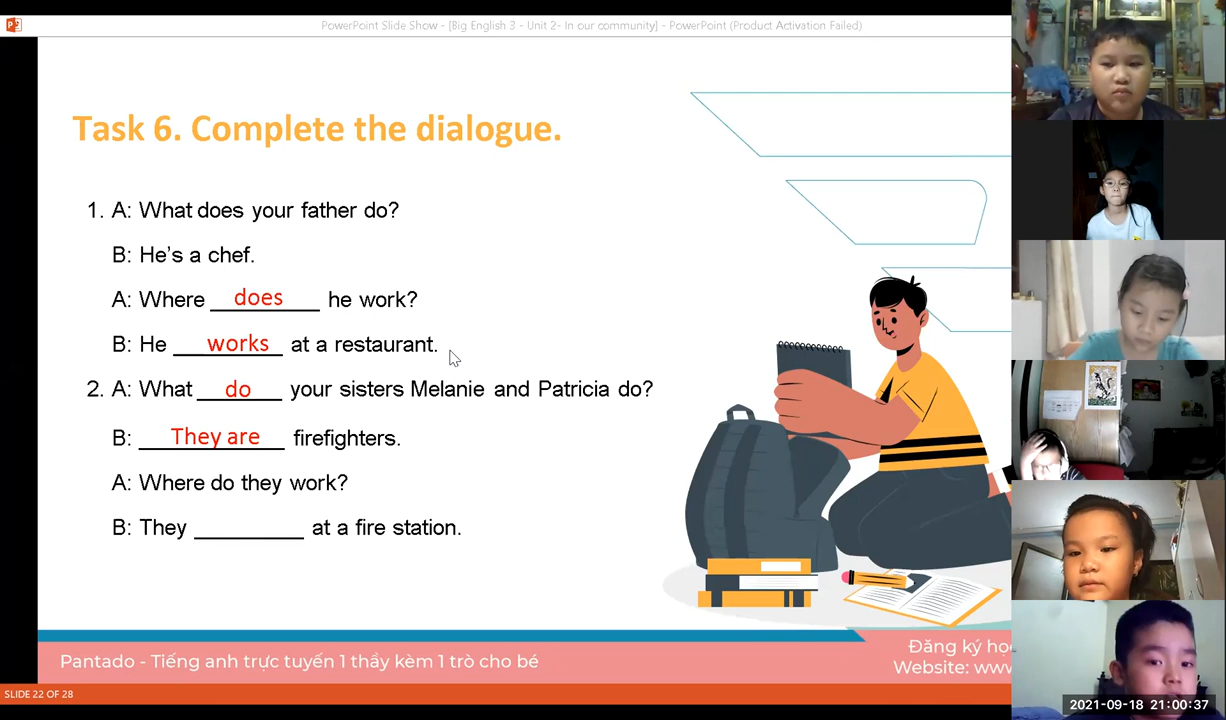 PowerPoint Slide Show - [Big English 3 - Unit 2- In our community] - PowerPoint (Product Activation Failed)
Task 6. Complete the dialogue.
1. A: What does your father do?
B: He's a chef.
A: Where does he work?
B: He works at a restaurant.
2. A: What do your sisters Melanie and Patricia do?
B: They are firefighters.
A: Where do they work?
B: They __________ at a fire station.
Pantado - Tiếng anh trực tuyến 1 thầy kèm 1 trò cho bé
Đăng ký
Website:
SLIDE 22 OF 28
2021-09-18 21:00:37